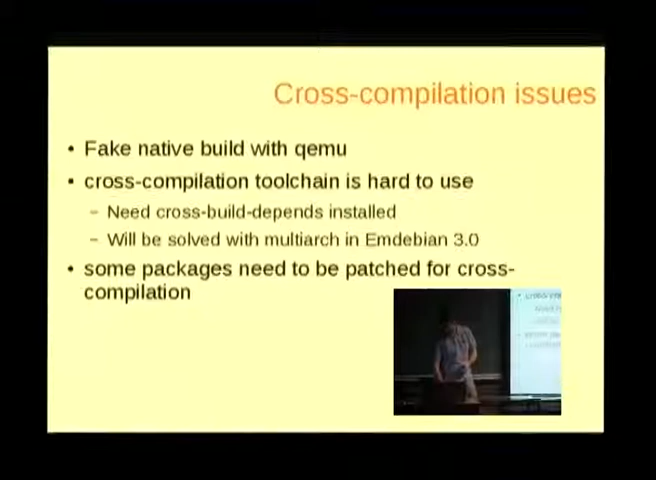 Cross-compilation issues
• Fake native build with qemu
• cross-compilation toolchain is hard to use
– Need cross-build-depends installed
– Will be solved with multiarch in Emdebian 3.0
• some packages need to be patched for cross-
compilation